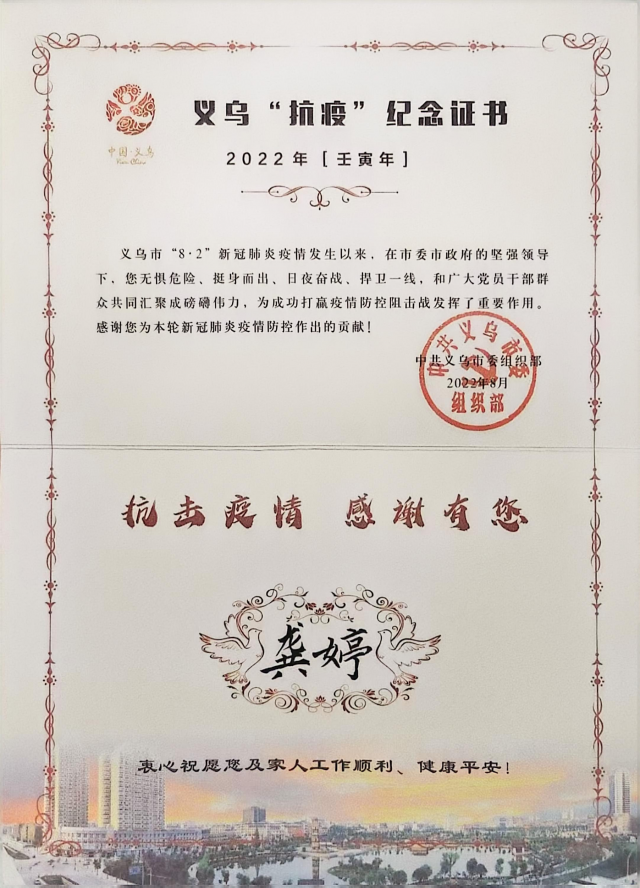 义乌“抗疫”纪念证书
中国·义乌
Yiwu·China
2022年[壬寅年]
义乌市“8·2”新冠肺炎疫情发生以来，在市委市政府的坚强领导
下，您无惧危险、挺身而出、日夜奋战、捍卫一线，和广大党员干部群
众共同汇聚成磅礴伟力，为成功打赢疫情防控阻击战发挥了重要作用。
感谢您为本轮新冠肺炎疫情防控作出的贡献！
中共义乌市委组织部
2022年8月
中共义乌市委
组织部
抗击疫情 感谢有您
龚婷
衷心祝愿您及家人工作顺利、健康平安！